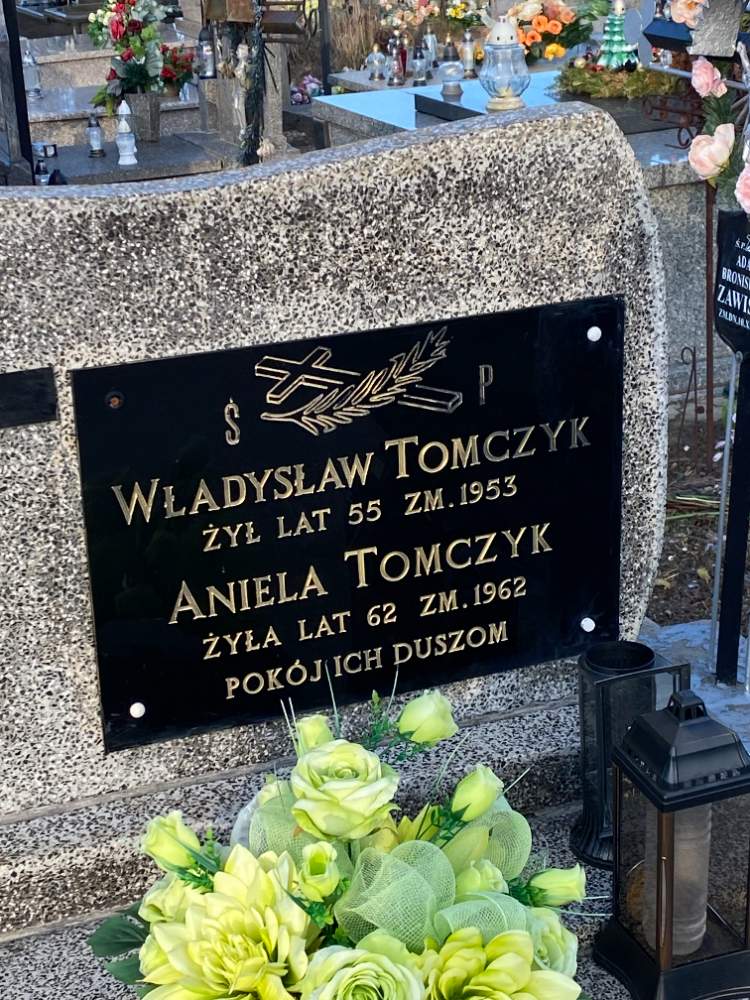 Ś P
WŁADYSŁAW TOMCZYK
ŻYŁ LAT 55 ZM. 1953
ANIELA TOMCZYK
ŻYŁA LAT 62 ZM. 1962
POKÓJ ICH DUSZOM
Ś.P.